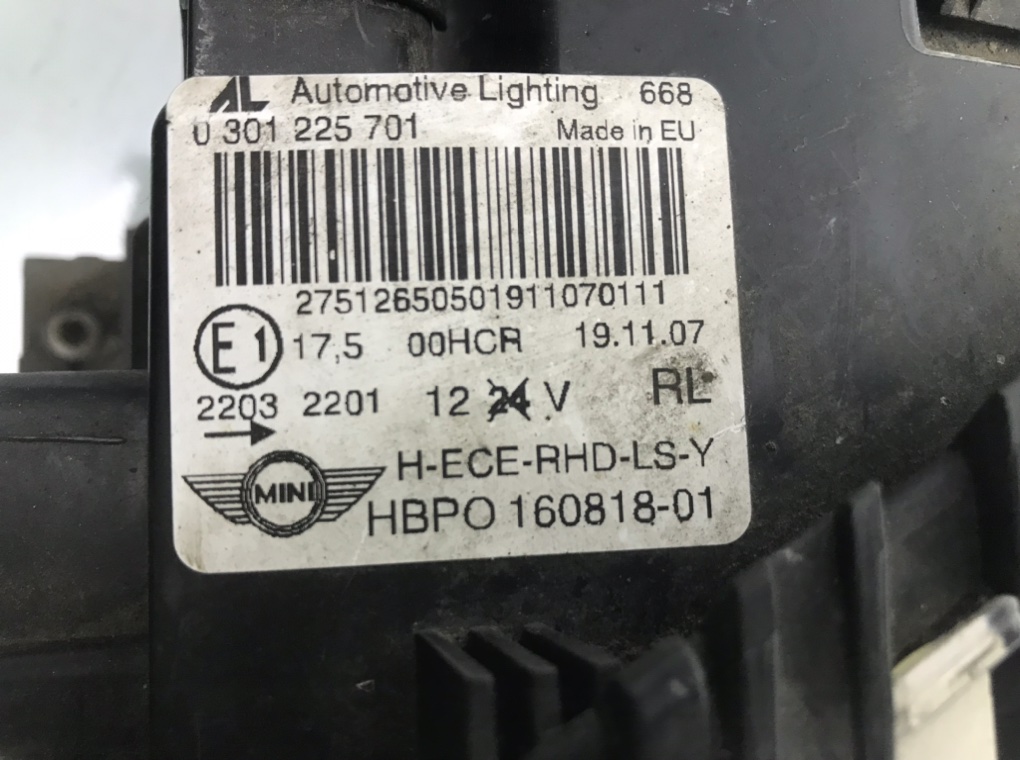 AL Automotive Lighting 668
0 301 225 701 Made in EU
27512650501911070111
E1 17,5 00HCR 19.11.07
2203 2201 12 24 V RL
MINI H-ECE-RHD-LS-Y
HBPO 160818-01